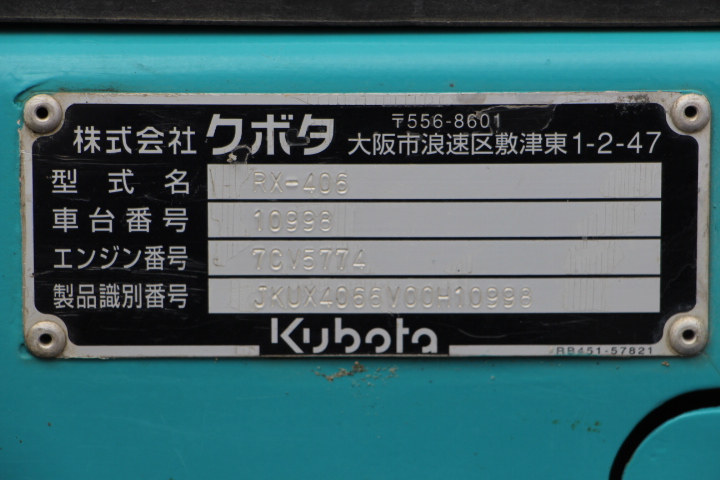 株式会社 クボタ 〒556-8601 大阪市浪速区敷津東1-2-47
型式名 RX-406
車台番号 10998
エンジン番号 7CV5774
製品識別番号 JKUX4066V00H10998
Kubota
RB451-57821